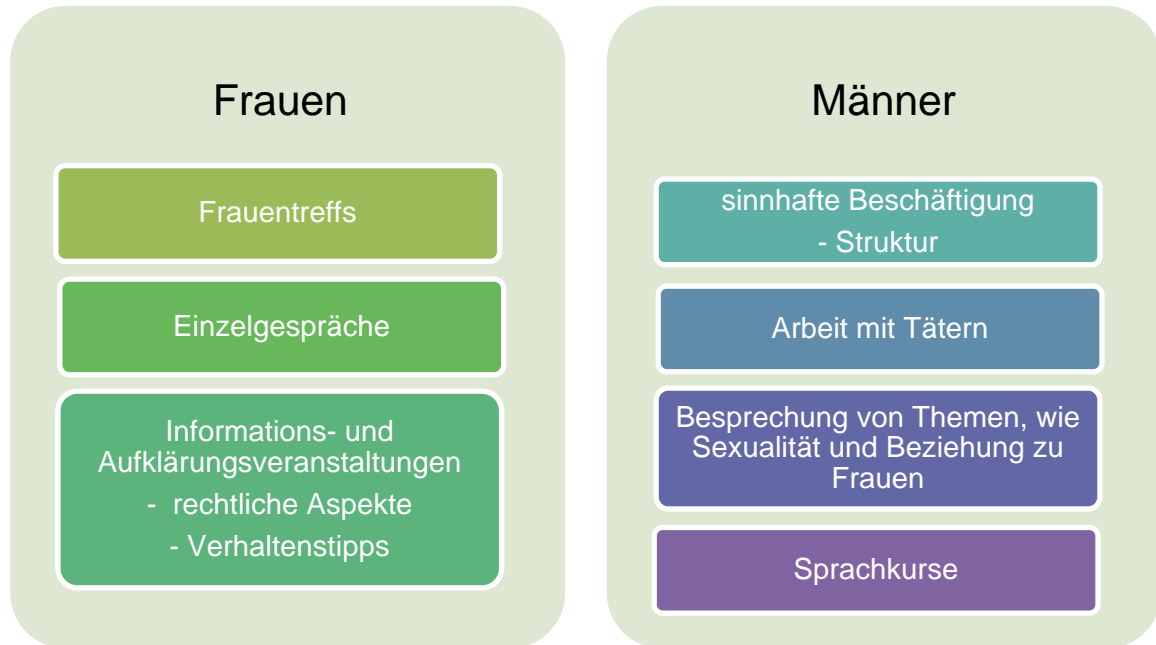 Frauen
Frauentreffs
Einzelgespräche
Informations- und
Aufklärungsveranstaltungen
- rechtliche Aspekte
- Verhaltenstipps
Männer
sinnhafte Beschäftigung
- Struktur
Arbeit mit Tätern
Besprechung von Themen, wie
Sexualität und Beziehung zu
Frauen
Sprachkurse